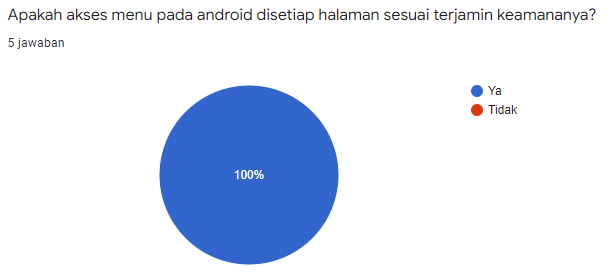 Apakah akses menu pada android disetiap halaman sesuai terjamin keamananya?
5 jawaban
Ya
Tidak
100%